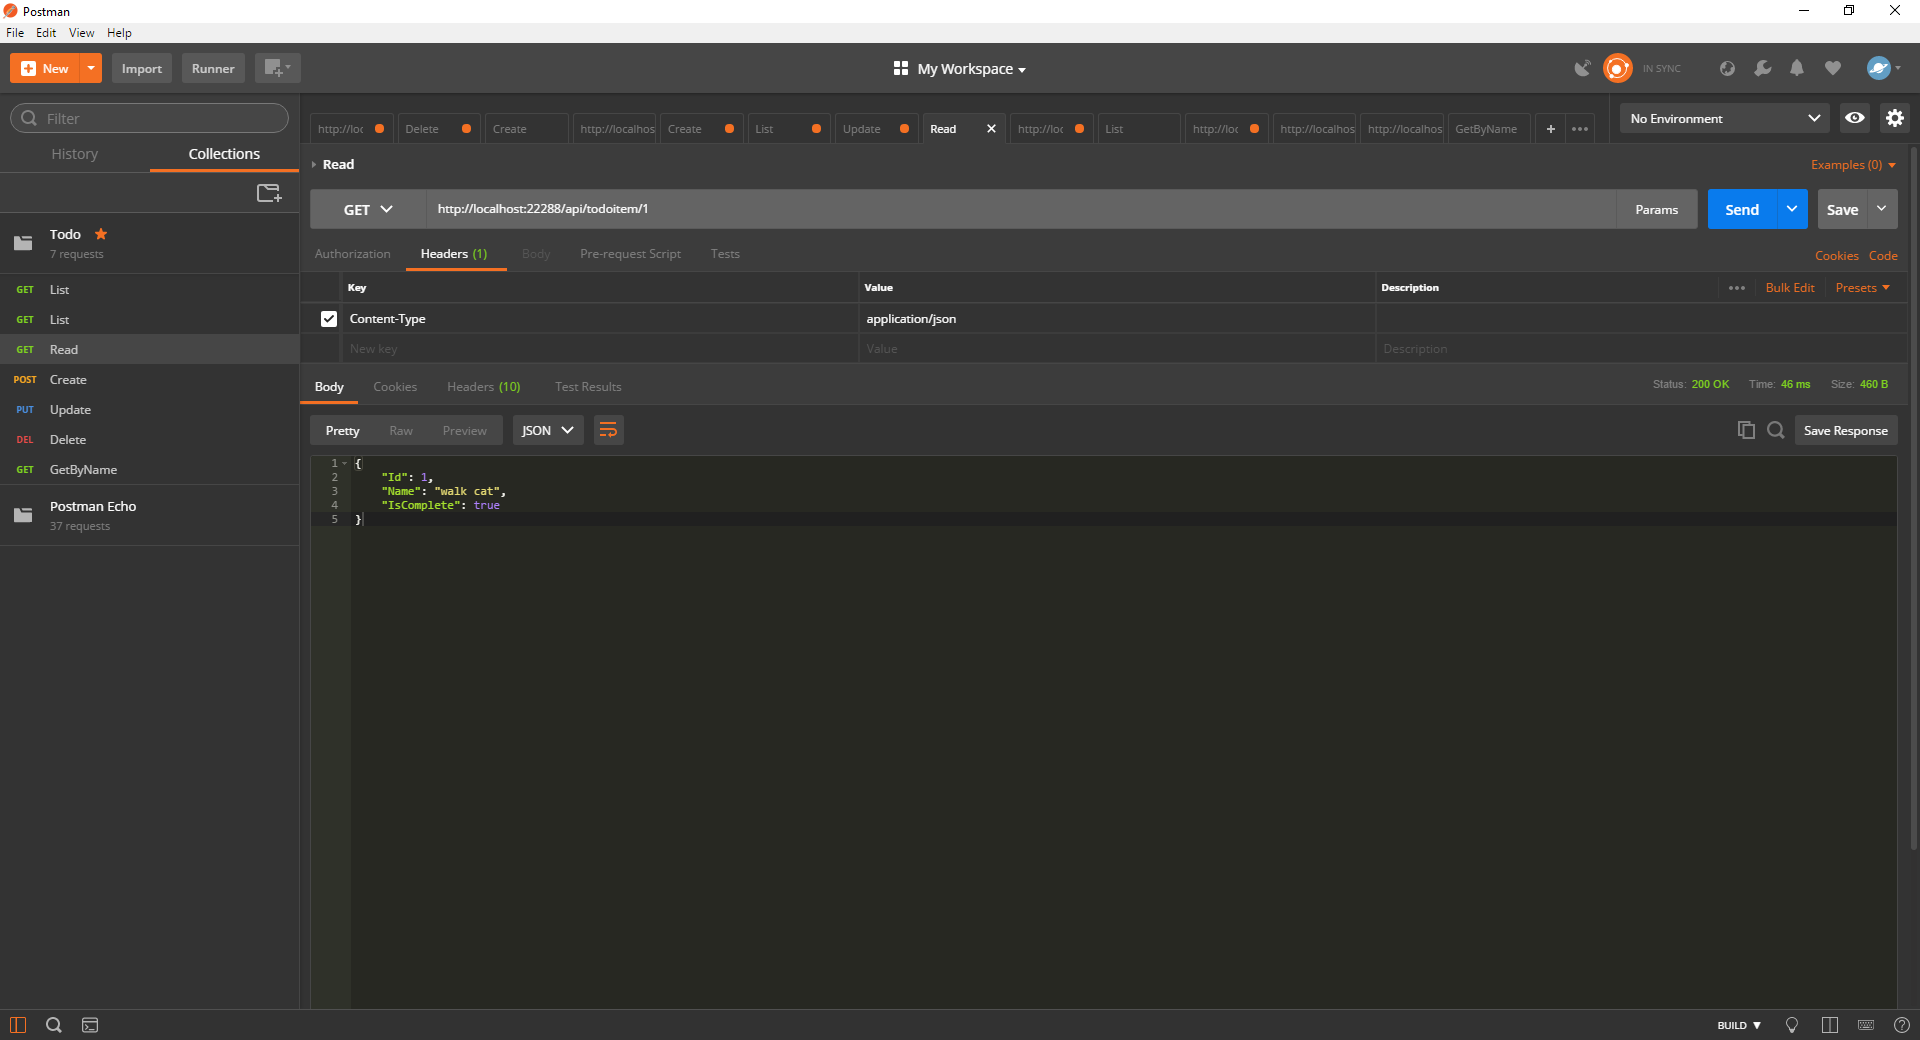 Postman
File Edit View Help
New Import Runner My Workspace IN SYNC
Filter
History Collections
Todo
7 requests
GET List
GET List
GET Read
POST Create
PUT Update
DEL Delete
GET GetByName
Postman Echo
37 requests
http://loc Delete Create http://localhos Create List Update Read http://loc List http://loc http://localhos http://localhos GetByName + No Environment
Read Examples (0)
GET http://localhost:22288/api/todoitem/1 Params Send Save
Authorization Headers (1) Body Pre-request Script Tests Cookies Code
Key Value Description Bulk Edit Presets
Content-Type application/json
New key Value Description
Body Cookies Headers (10) Test Results Status: 200 OK Time: 46 ms Size: 460 B
Pretty Raw Preview JSON Save Response
1 {
2 "Id": 1,
3 "Name": "walk cat",
4 "IsComplete": true
5 }
BUILD